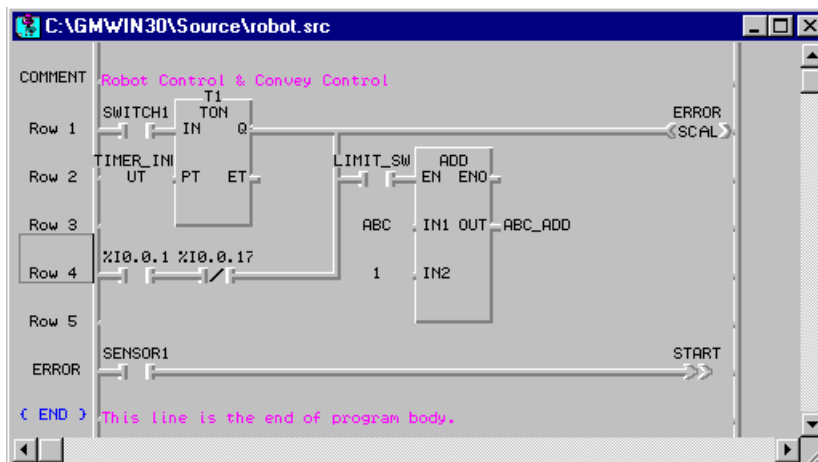 C:\GMWIN30\Source\robot.src
COMMENT Robot Control & Convey Control
T1
SWITCH1 TON ERROR
Row 1 IN Q SCAL
TIMER_IN LIMIT_SW ADD
Row 2 UT PT ET EN ENO
Row 3 ABC IN1 OUT ABC_ADD
%I0.0.1 %I0.0.17
Row 4 1 IN2
Row 5
SENSOR1 START
ERROR
( END ) This line is the end of program body.